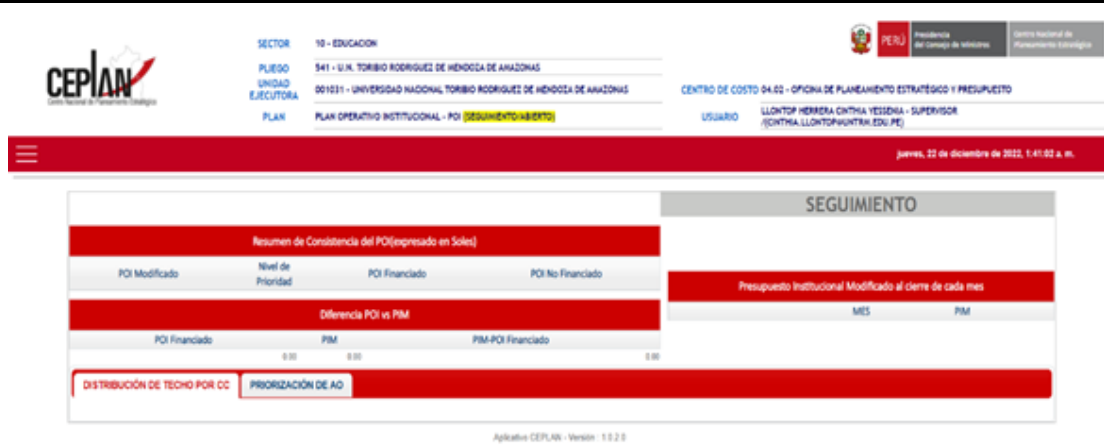 CEPLAN
Centro Nacional de Planeamiento Estratégico
SECTOR 10 - EDUCACION
PLIEGO 541 - U.N. TORIBIO RODRIGUEZ DE MENDOZA DE AMAZONAS
UNIDAD EJECUTORA 001031 - UNIVERSIDAD NACIONAL TORIBIO RODRIGUEZ DE MENDOZA DE AMAZONAS
PLAN PLAN OPERATIVO INSTITUCIONAL - POI (SEGUIMIENTO/ABIERTO)
PERÚ Presidencia del Consejo de Ministros Centro Nacional de Planeamiento Estratégico
CENTRO DE COSTO 04.02 - OFICINA DE PLANEAMIENTO ESTRATÉGICO Y PRESUPUESTO
USUARIO LLONTOP HERRERA CINTHIA YESSENIA - SUPERVISOR
/(CINTHIA.LLONTOP@UNTRM.EDU.PE)
jueves, 22 de diciembre de 2022, 1:41:02 a. m.
SEGUIMIENTO
Resumen de Consistencia del POI(expresado en Soles)
POI Modificado Nivel de Prioridad POI Financiado POI No Financiado
Diferencia POI vs PIM
POI Financiado PIM PIM-POI Financiado
0.00 0.00 0.00
Presupuesto Institucional Modificado al cierre de cada mes
MES PIM
DISTRIBUCIÓN DE TECHO POR CC PRIORIZACIÓN DE AO
Aplicativo CEPLAN - Versión : 1.0.2.0